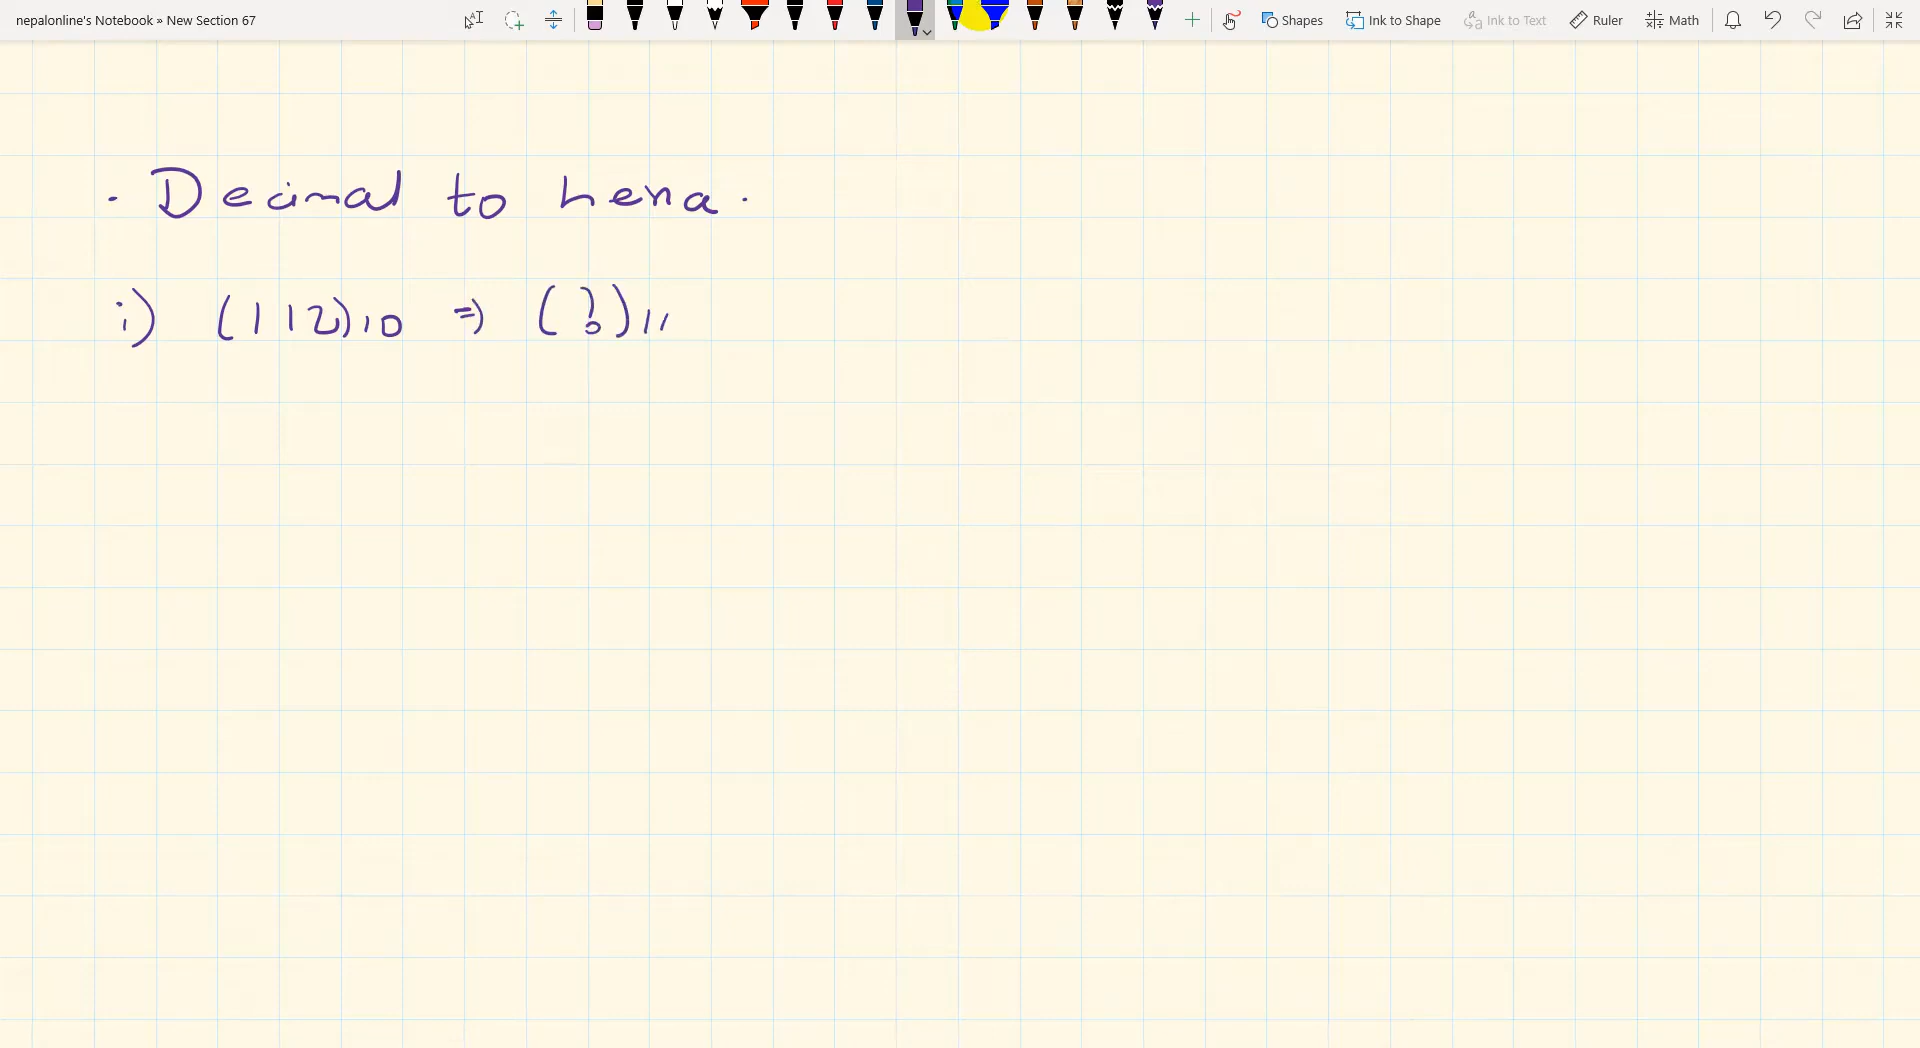 nepalonline's Notebook » New Section 67
Shapes
Ink to Shape
Ink to Text
Ruler
Math
. Decimal to hexa .
i) (112)10 ⇒ (?)11